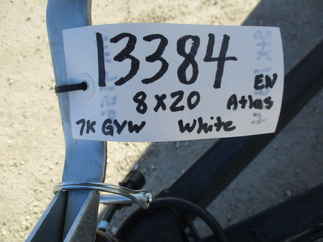 13384
EN
8x20 Atlas
7K GVW White